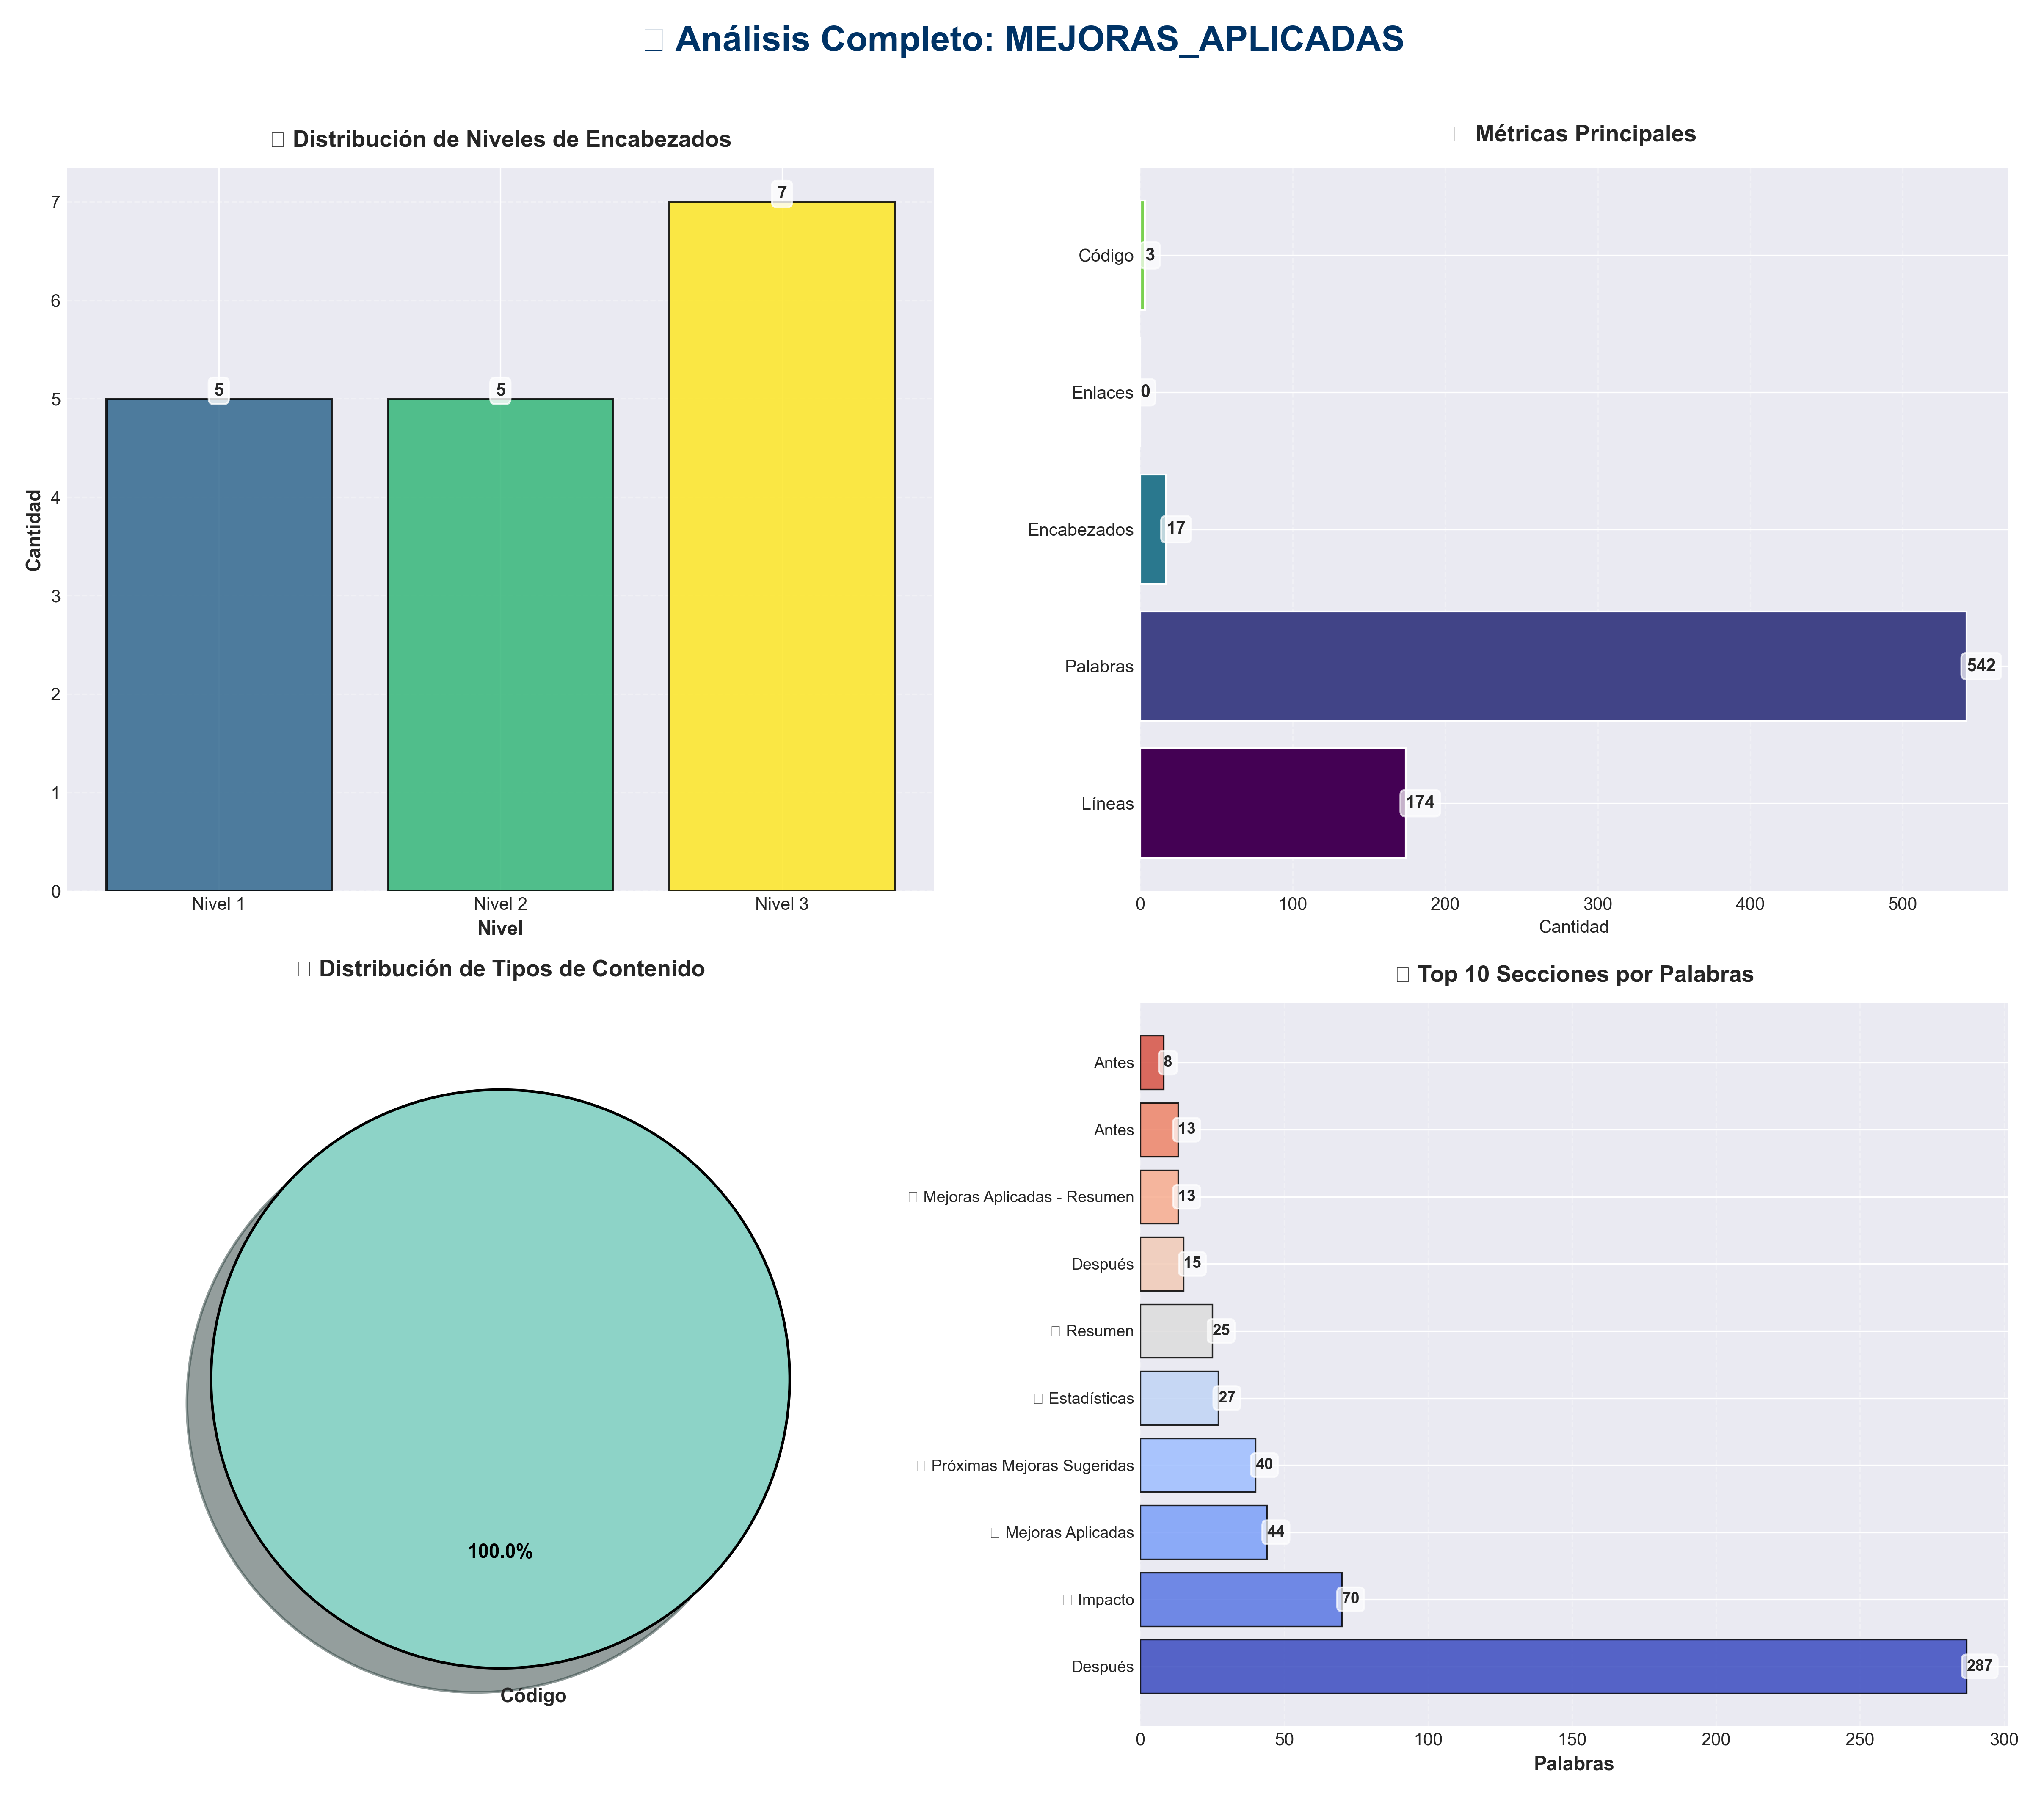 Análisis Completo: MEJORAS_APLICADAS
Distribución de Niveles de Encabezados
Cantidad
7
6
5
4
3
2
1
0
5
5
7
Nivel 1
Nivel 2
Nivel 3
Nivel
Métricas Principales
Código
3
Enlaces
0
Encabezados
17
Palabras
542
Líneas
174
0
100
200
300
400
500
Cantidad
Distribución de Tipos de Contenido
100.0%
Código
Top 10 Secciones por Palabras
Antes
8
Antes
13
Mejoras Aplicadas - Resumen
13
Después
15
Resumen
25
Estadísticas
27
Próximas Mejoras Sugeridas
40
Mejoras Aplicadas
44
Impacto
70
Después
287
0
50
100
150
200
250
300
Palabras